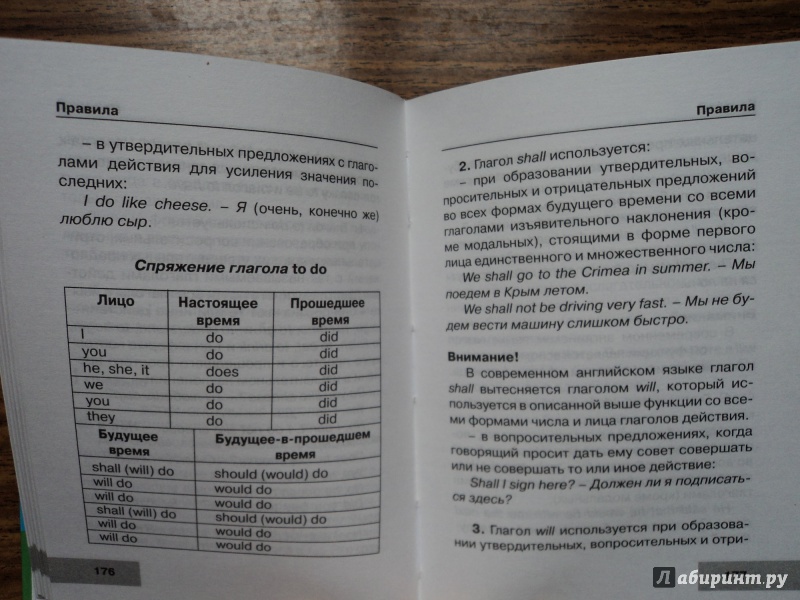 Правила
– в утвердительных предложениях с глаго-
лами действия для усиления значения по-
следних:
I do like cheese. – Я (очень, конечно же)
люблю сыр.
Спряжение глагола to do
Лицо Настоящее время Прошедшее время
I do did
you do did
he, she, it does did
we do did
you do did
they do did
Будущее время Будущее-в-прошедшем время
shall (will) do should (would) do
will do would do
will do would do
shall (will) do should (would) do
will do would do
will do would do
176
Правила
2. Глагол shall используется:
– при образовании утвердительных, во-
просительных и отрицательных предложений
во всех формах будущего времени со всеми
глаголами изъявительного наклонения (кро-
ме модальных), стоящими в форме первого
лица единственного и множественного числа:
We shall go to the Crimea in summer. – Мы
поедем в Крым летом.
We shall not be driving very fast. – Мы не бу-
дем вести машину слишком быстро.
Внимание!
В современном английском языке глагол
shall вытесняется глаголом will, который ис-
пользуется в описанной выше функции со все-
ми формами числа и лица глаголов действия.
– в вопросительных предложениях, когда
говорящий просит дать ему совет совершать
или не совершать то или иное действие:
Shall I sign here? – Должен ли я подписать-
ся здесь?
3. Глагол will используется при образова-
нии утвердительных, вопросительных и отри-
Лабиринт.ру